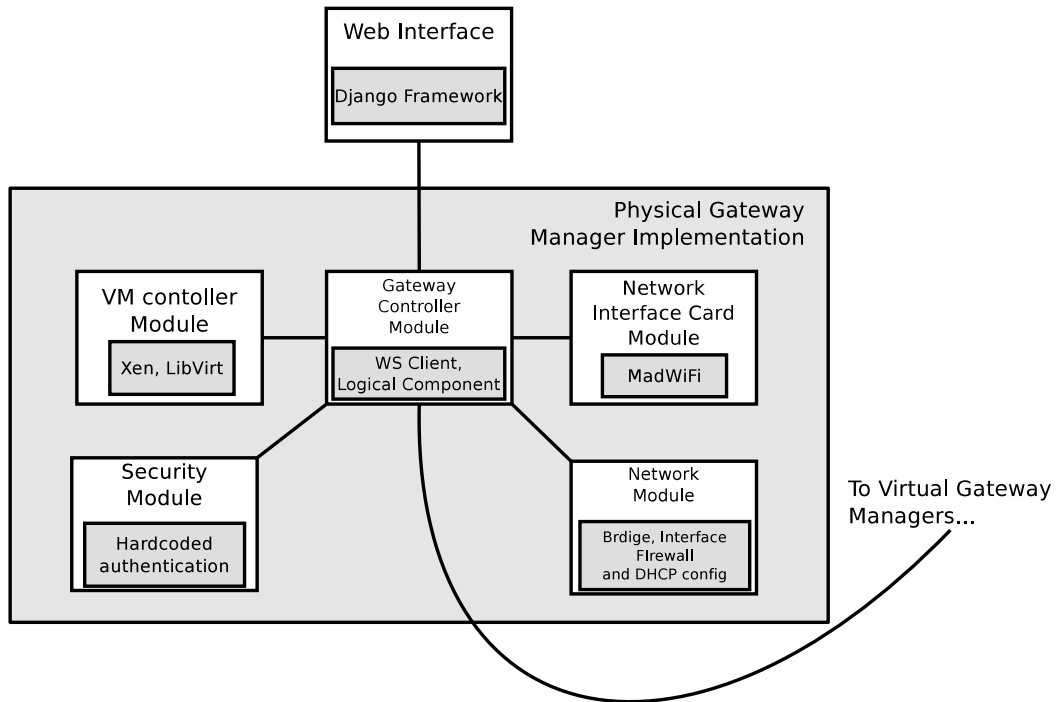 Web Interface
Django Framework
Physical Gateway
Manager Implementation
VM contoller
Module
Xen, LibVirt
Gateway
Controller
Module
WS Client,
Logical Component
Network
Interface Card
Module
MadWiFi
Security
Module
Hardcoded
authentication
Network
Module
Brdige, Interface
FIrewall
and DHCP config
To Virtual Gateway
Managers...